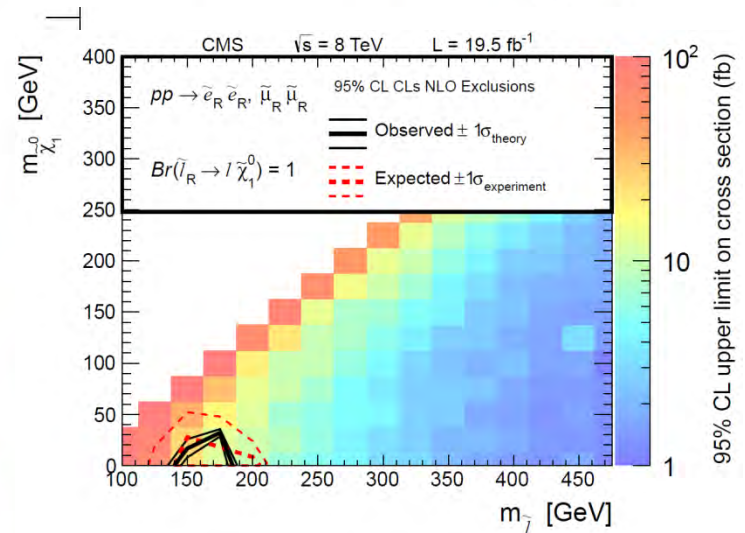 CMS √s = 8 TeV L = 19.5 fb⁻¹
pp → ẽ_R ẽ_R, μ̃_R μ̃_R
Br(l̃_R → l χ̃₁⁰) = 1
95% CL CLs NLO Exclusions
Observed ± 1σ_theory
Expected ±1σ_experiment
m_χ̃₁⁰ [GeV]
400
350
300
250
200
150
100
50
0
100 150 200 250 300 350 400 450
m_l̃ [GeV]
10²
10
1
95% CL upper limit on cross section (fb)